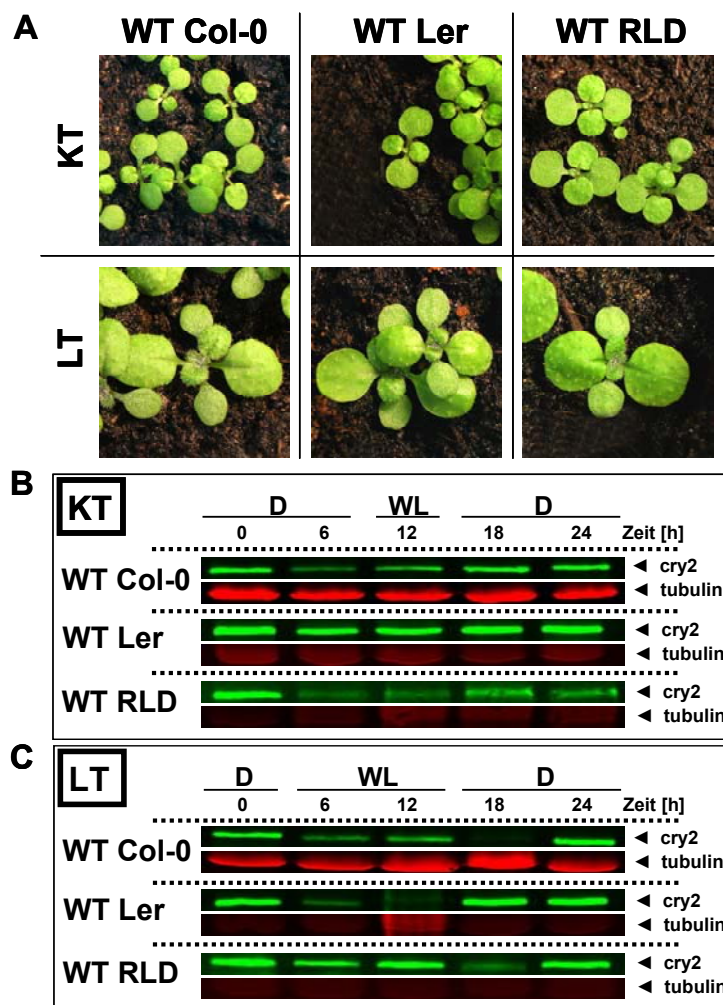 A
WT Col-0 WT Ler WT RLD
KT
LT
B
KT
D WL D
0 6 12 18 24 Zeit [h]
WT Col-0
cry2
tubulin
WT Ler
cry2
tubulin
WT RLD
cry2
tubulin
C
LT
D WL D
0 6 12 18 24 Zeit [h]
WT Col-0
cry2
tubulin
WT Ler
cry2
tubulin
WT RLD
cry2
tubulin